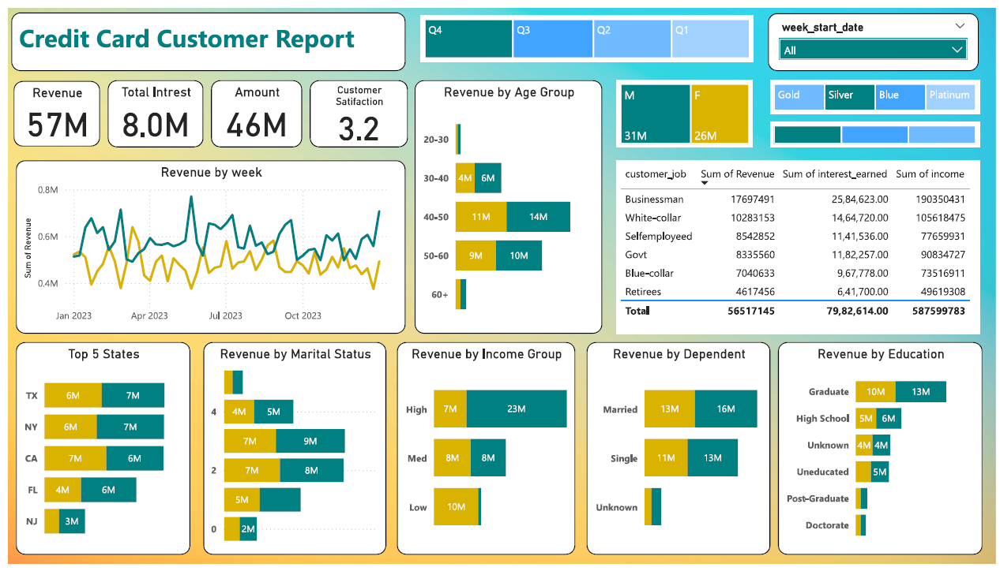 Credit Card Customer Report
Q4 Q3 Q2 Q1
week_start_date
All
Revenue
57M
Total Intrest
8.0M
Amount
46M
Customer
Satifaction
3.2
Revenue by Age Group
20-30
30-40 4M 6M
40-50 11M 14M
50-60 9M 10M
60+
M F
31M 26M
Gold Silver Blue Platinum
Revenue by week
Sum of Revenue
0.8M
0.6M
0.4M
Jan 2023 Apr 2023 Jul 2023 Oct 2023
customer_job Sum of Revenue Sum of interest_earned Sum of income
Businessman 17697491 25,84,623.00 190350431
White-collar 10283153 14,64,720.00 105618475
Selfemployeed 8542852 11,41,536.00 77659931
Govt 8335560 11,82,257.00 90834727
Blue-collar 7040633 9,67,778.00 73516911
Retirees 4617456 6,41,700.00 49619308
Total 56517145 79,82,614.00 587599783
Top 5 States
TX 6M 7M
NY 6M 7M
CA 7M 6M
FL 4M 6M
NJ 3M
Revenue by Marital Status
4 4M 5M
7M 9M
2 7M 8M
5M
0 2M
Revenue by Income Group
High 7M 23M
Med 8M 8M
Low 10M
Revenue by Dependent
Married 13M 16M
Single 11M 13M
Unknown
Revenue by Education
Graduate 10M 13M
High School 5M 6M
Unknown 4M 4M
Uneducated 5M
Post-Graduate
Doctorate